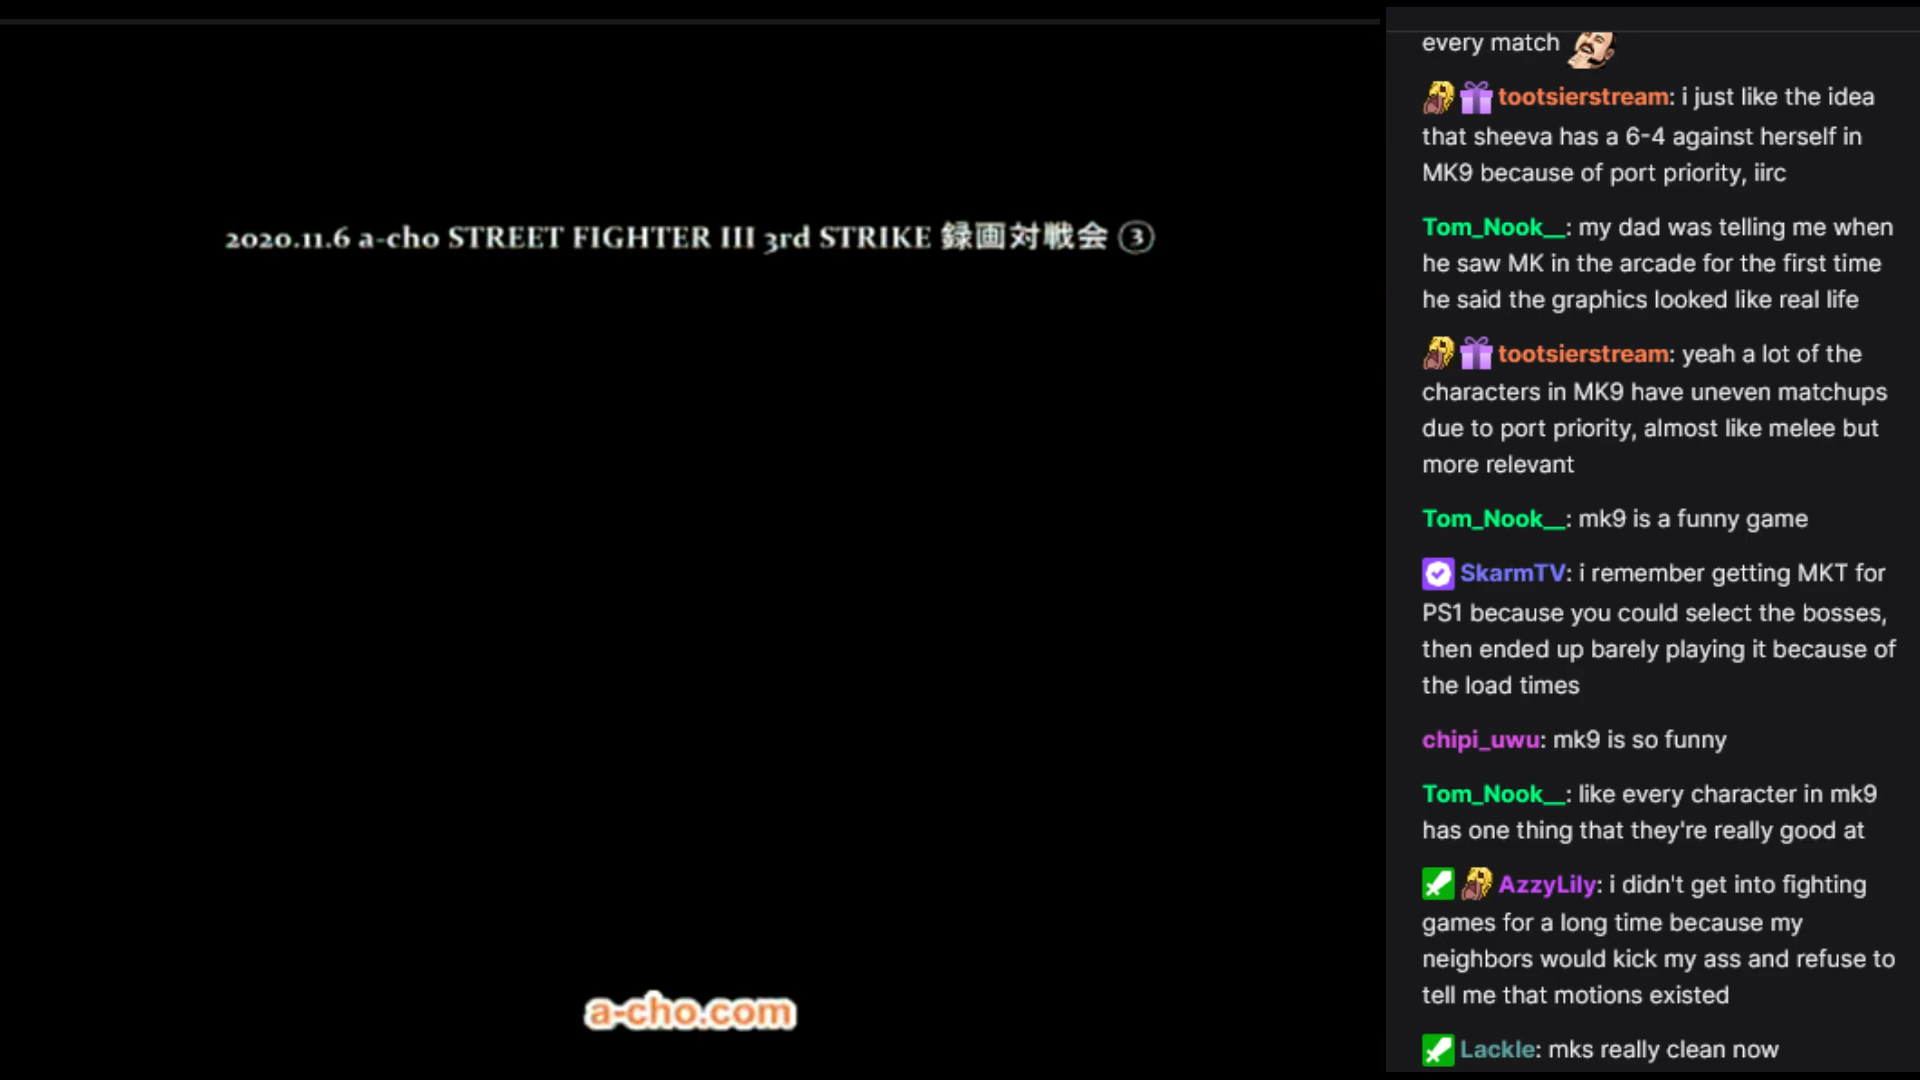 2020.11.6 a-cho STREET FIGHTER III 3rd STRIKE 録画対戦会 ③
a-cho.com
every match
tootsierstream: i just like the idea
that sheeva has a 6-4 against herself in
MK9 because of port priority, iirc
Tom_Nook__: my dad was telling me when
he saw MK in the arcade for the first time
he said the graphics looked like real life
tootsierstream: yeah a lot of the
characters in MK9 have uneven matchups
due to port priority, almost like melee but
more relevant
Tom_Nook__: mk9 is a funny game
SkarmTV: i remember getting MKT for
PS1 because you could select the bosses,
then ended up barely playing it because of
the load times
chipi_uwu: mk9 is so funny
Tom_Nook__: like every character in mk9
has one thing that they're really good at
AzzyLily: i didn't get into fighting
games for a long time because my
neighbors would kick my ass and refuse to
tell me that motions existed
Lackle: mks really clean now